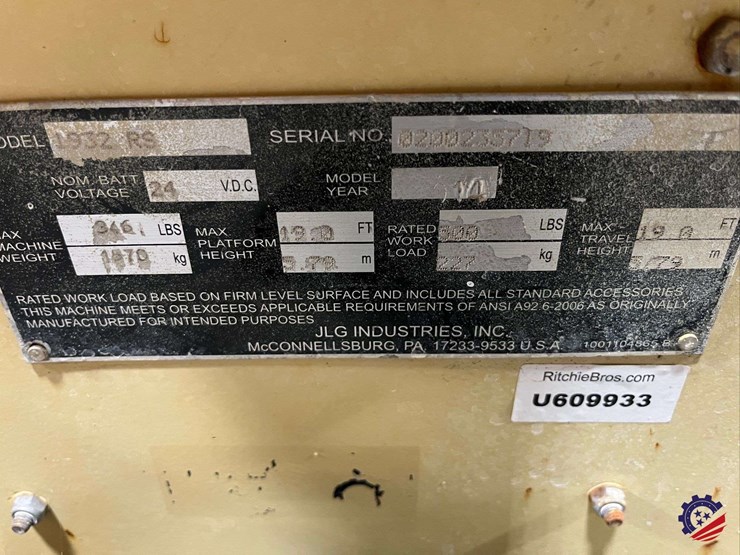 MODEL 1932 RS SERIAL NO. 0200235719
NOM. BATT. VOLTAGE 24 V.D.C. MODEL YEAR
MAX MACHINE WEIGHT LBS kg
MAX PLATFORM HEIGHT 19.0 FT 5.79 m
RATED WORK LOAD 500 LBS 227 kg
MAX TRAVEL HEIGHT 19.0 FT 5.79 m
RATED WORK LOAD BASED ON FIRM LEVEL SURFACE AND INCLUDES ALL STANDARD ACCESSORIES.
THIS MACHINE MEETS OR EXCEEDS APPLICABLE REQUIREMENTS OF ANSI A92.6-2006 AS ORIGINALLY
MANUFACTURED FOR INTENDED PURPOSES.
JLG INDUSTRIES, INC.
McCONNELLSBURG, PA. 17233-9533 U.S.A. 1001104865 B
RitchieBros.com
U609933